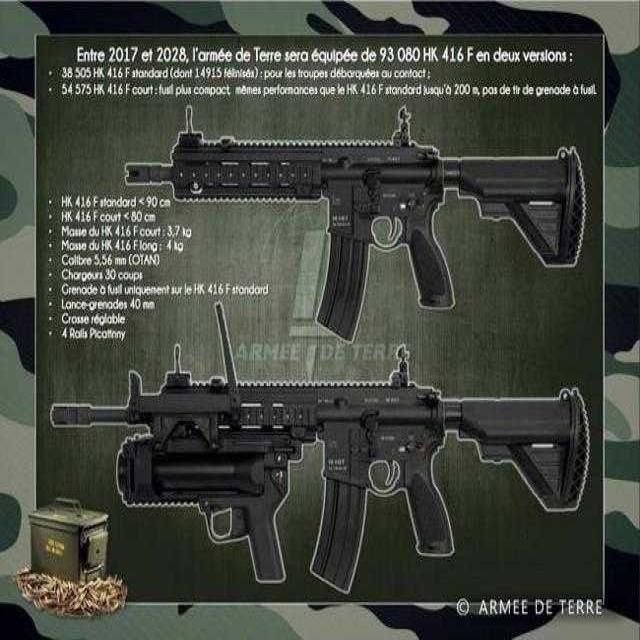 Entre 2017 et 2028, l'armée de Terre sera équipée de 93 080 HK 416 F en deux versions :
• 38 505 HK 416 F standard (dont 14915 félinisés) : pour les troupes débarquées au contact ;
• 54 575 HK 416 F court : fusil plus compact, mêmes performances que le HK 416 F standard jusqu'à 200 m, pas de tir de grenade à fusil.
• HK 416 F standard < 90 cm
• HK 416 F court < 80 cm
• Masse du HK 416 F court : 3,7 kg
• Masse du HK 416 F long : 4 kg
• Calibre 5,56 mm (OTAN)
• Chargeurs 30 coups
• Grenade à fusil uniquement sur le HK 416 F standard
• Lance-grenades 40 mm
• Crosse réglable
• 4 Rails Picatinny
ARMEE DE TERRE
© ARMEE DE TERRE